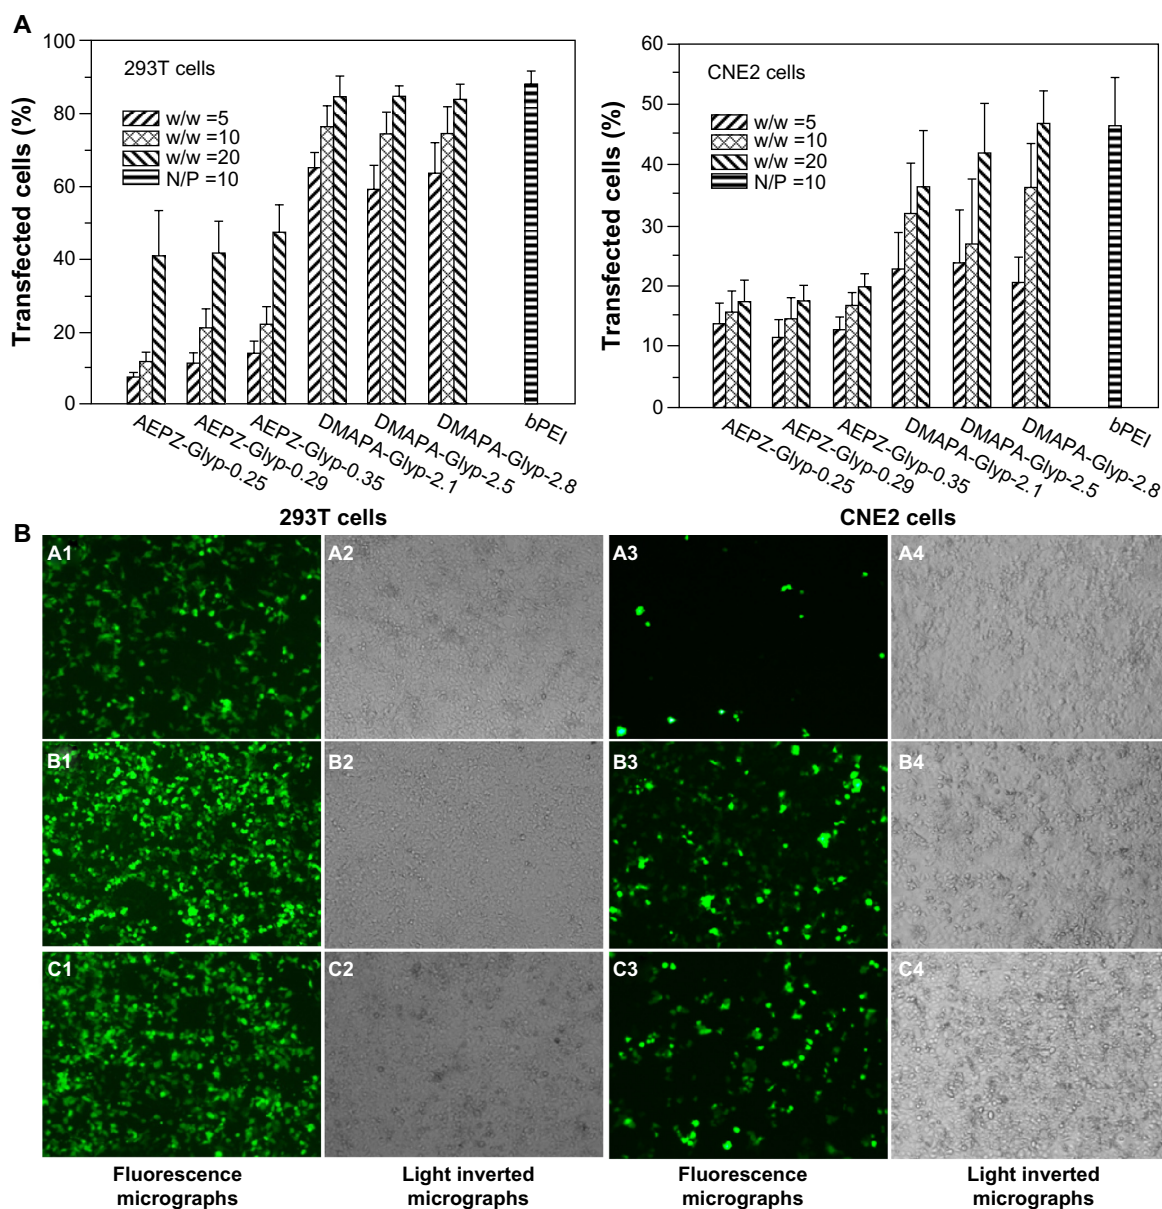 A
Transfected cells (%)
100
80
60
40
20
0
293T cells
w/w =5
w/w =10
w/w =20
N/P =10
AEPZ-Glyp-0.25
AEPZ-Glyp-0.29
AEPZ-Glyp-0.35
DMAPA-Glyp-2.1
DMAPA-Glyp-2.5
DMAPA-Glyp-2.8
bPEI
Transfected cells (%)
60
50
40
30
20
10
0
CNE2 cells
w/w =5
w/w =10
w/w =20
N/P =10
AEPZ-Glyp-0.25
AEPZ-Glyp-0.29
AEPZ-Glyp-0.35
DMAPA-Glyp-2.1
DMAPA-Glyp-2.5
DMAPA-Glyp-2.8
bPEI
B
293T cells
CNE2 cells
A1
A2
A3
A4
B1
B2
B3
B4
C1
C2
C3
C4
Fluorescence
micrographs
Light inverted
micrographs
Fluorescence
micrographs
Light inverted
micrographs